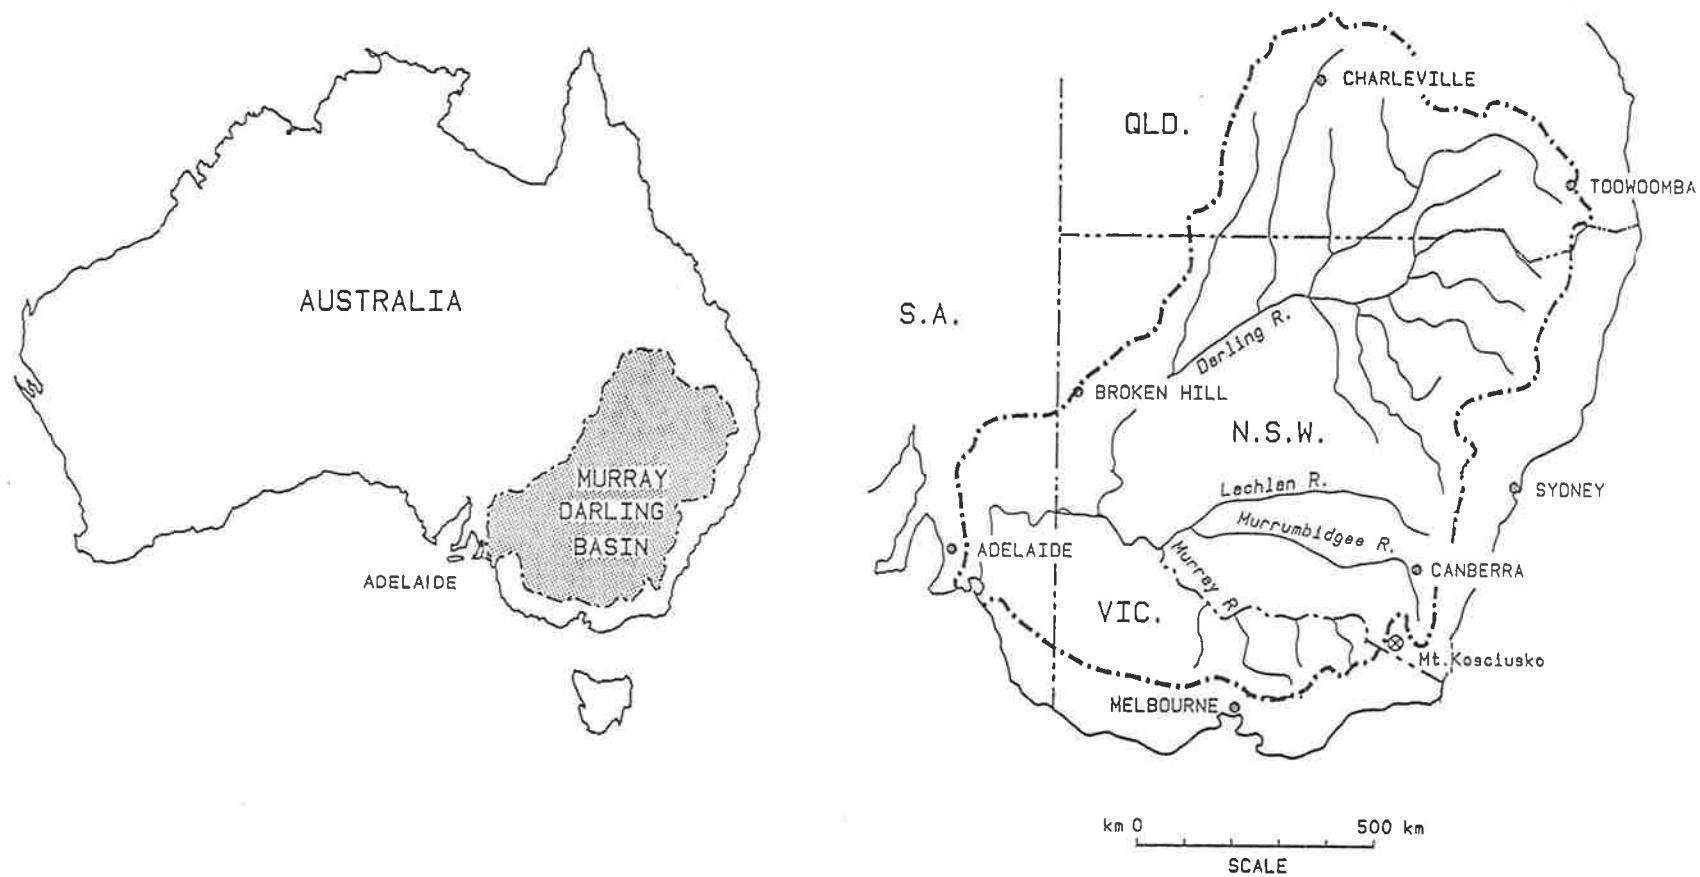 AUSTRALIA
MURRAY
DARLING
BASIN
ADELAIDE
CHARLEVILLE
QLD.
TOOWOOMBA
S.A.
Darling R.
BROKEN HILL
N.S.W.
Lachlan R.
SYDNEY
Murrumbidgee R.
ADELAIDE
CANBERRA
Murray R
VIC.
Mt.Kosciusko
MELBOURNE
km 0 500 km
SCALE